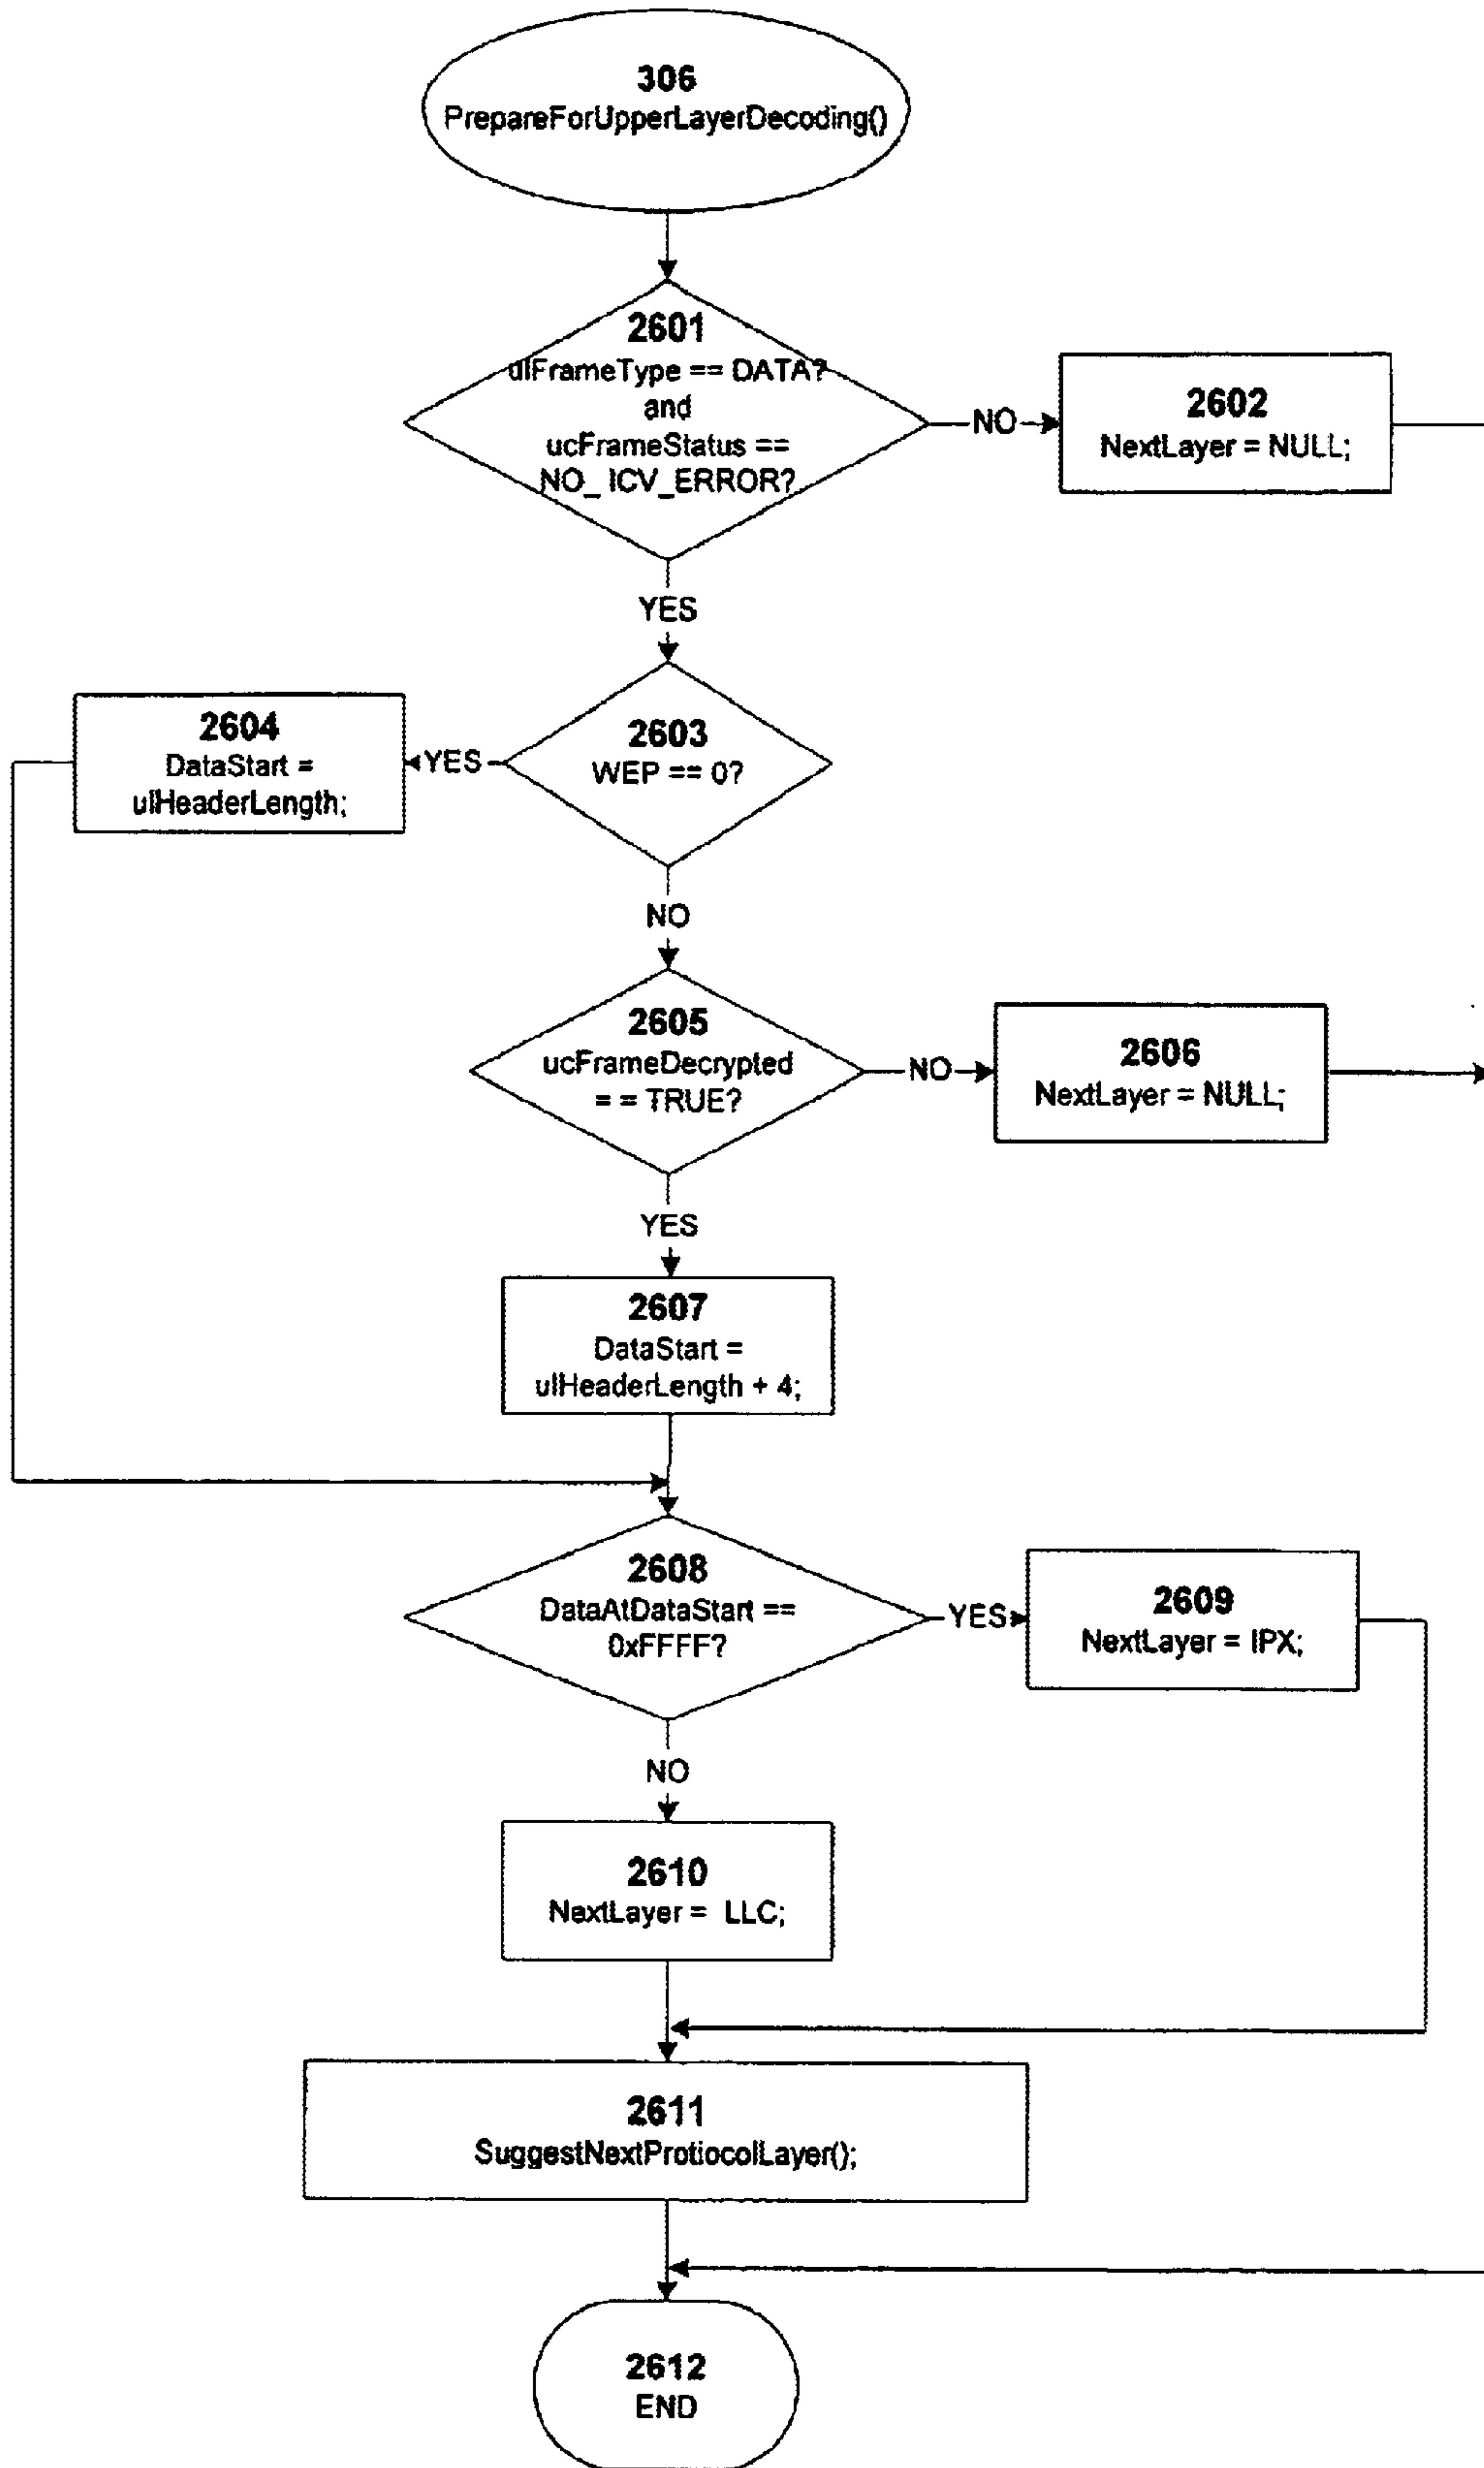 306
PrepareForUpperLayerDecoding()
2601
dlFrameType == DATA?
and
ucFrameStatus ==
NO_ ICV_ERROR?
NO
2602
NextLayer = NULL;
YES
2603
WEP == 0?
YES
2604
DataStart =
ulHeaderLength;
NO
2605
ucFrameDecrypted
= = TRUE?
NO
2606
NextLayer = NULL;
YES
2607
DataStart =
ulHeaderLength + 4;
2608
DataAtDataStart ==
0xFFFF?
YES
2609
NextLayer = IPX;
NO
2610
NextLayer = LLC;
2611
SuggestNextProtiocolLayer();
2612
END